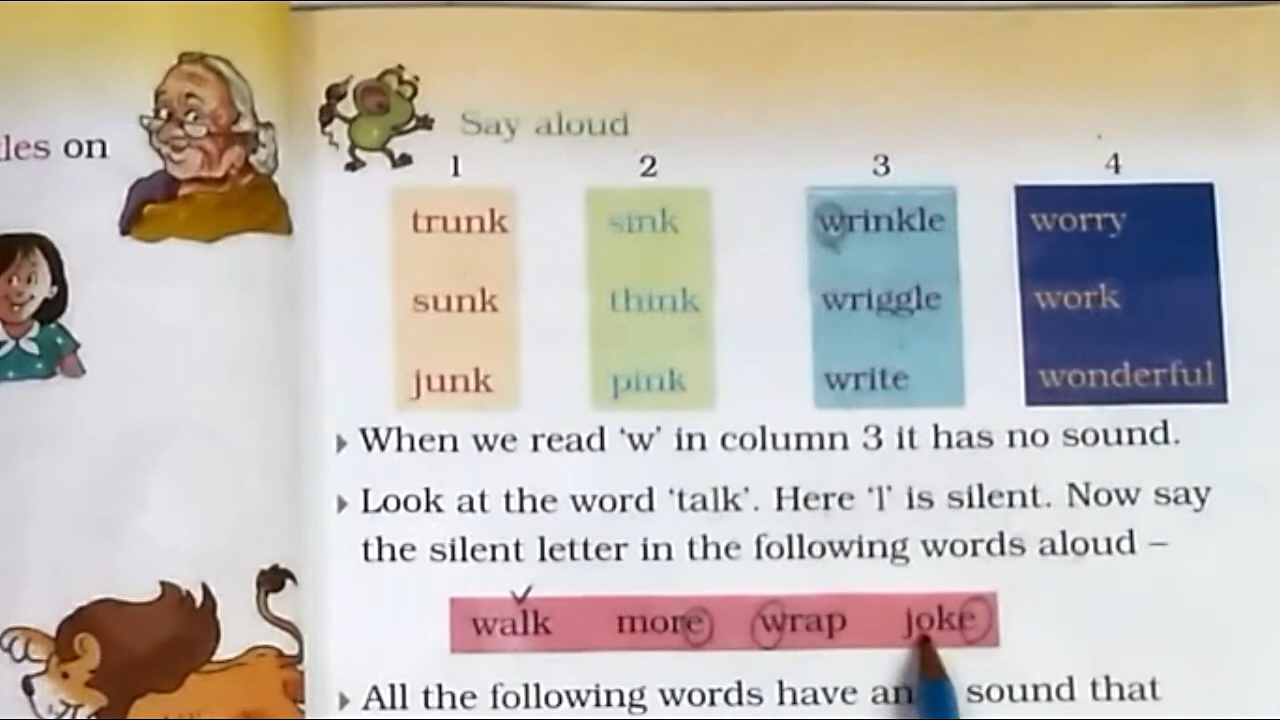 les on
Say aloud
1 2 3 4
trunk sink wrinkle worry
sunk think wriggle work
junk pink write wonderful
When we read ‘w’ in column 3 it has no sound.
Look at the word ‘talk’. Here ‘l’ is silent. Now say
the silent letter in the following words aloud –
walk more wrap joke
All the following words have an sound that